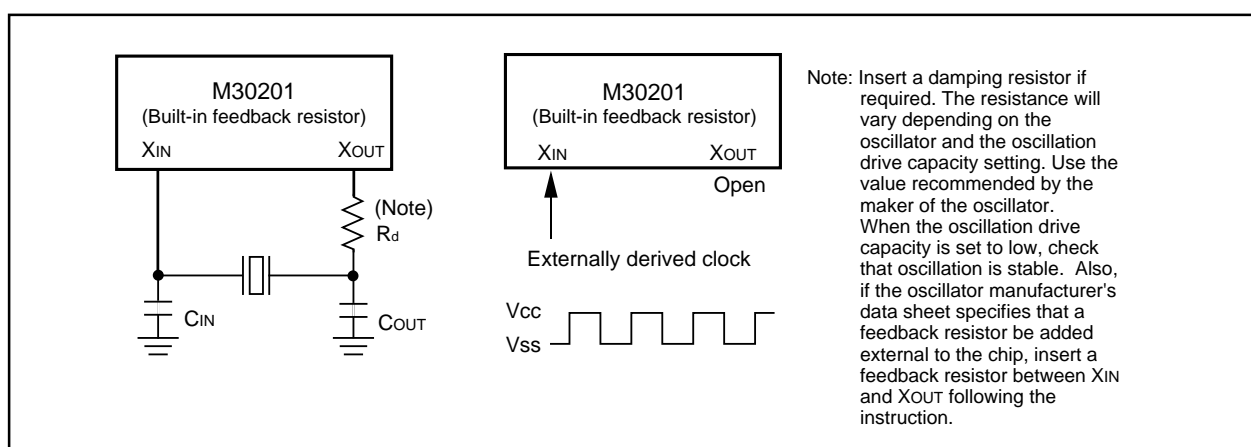 M30201
(Built-in feedback resistor)
XIN XOUT
(Note)
Rd
CIN
COUT
M30201
(Built-in feedback resistor)
XIN XOUT
Open
Externally derived clock
Vcc
Vss
Note: Insert a damping resistor if
required. The resistance will
vary depending on the
oscillator and the oscillation
drive capacity setting. Use the
value recommended by the
maker of the oscillator.
When the oscillation drive
capacity is set to low, check
that oscillation is stable. Also,
if the oscillator manufacturer's
data sheet specifies that a
feedback resistor be added
external to the chip, insert a
feedback resistor between XIN
and XOUT following the
instruction.